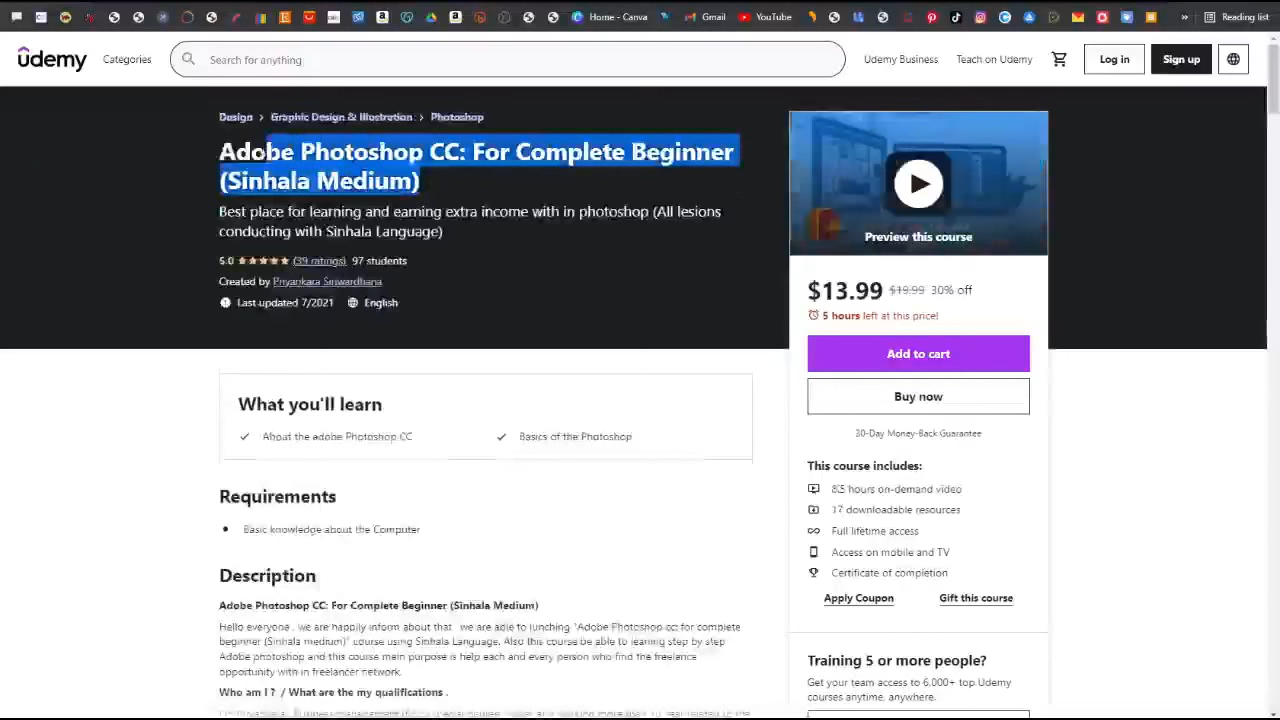 Home - Canva
Gmail
YouTube
»
Reading list
ûdemy
Categories
Search for anything
Udemy Business
Teach on Udemy
Log in
Sign up
Design > Graphic Design & Illustration > Photoshop
Adobe Photoshop CC: For Complete Beginner
(Sinhala Medium)
Best place for learning and earning extra income with in photoshop (All lesions
conducting with Sinhala Language)
5.0 (39 ratings) 97 students
Created by Priyankara Siriwardhana
Last updated 7/2021 English
Preview this course
$13.99 $19.99 30% off
5 hours left at this price!
Add to cart
Buy now
30-Day Money-Back Guarantee
This course includes:
8.5 hours on-demand video
17 downloadable resources
Full lifetime access
Access on mobile and TV
Certificate of completion
Apply Coupon
Gift this course
Training 5 or more people?
Get your team access to 6,000+ top Udemy
courses anytime, anywhere.
What you'll learn
About the adobe Photoshop CC
Basics of the Photoshop
Requirements
Basic knowledge about the Computer
Description
Adobe Photoshop CC: For Complete Beginner (Sinhala Medium)
Hello everyone , we are happily inform about that we are able to lunching "Adobe Photoshop cc: for complete
beginner (Sinhala medium)" course using Sinhala Language. Also this course be able to learning step by step
Adobe photoshop and this course main purpose is help each and every person who find the freelance
opportunity with in freelancer network.
Who am I ? / What are the my qualifications .